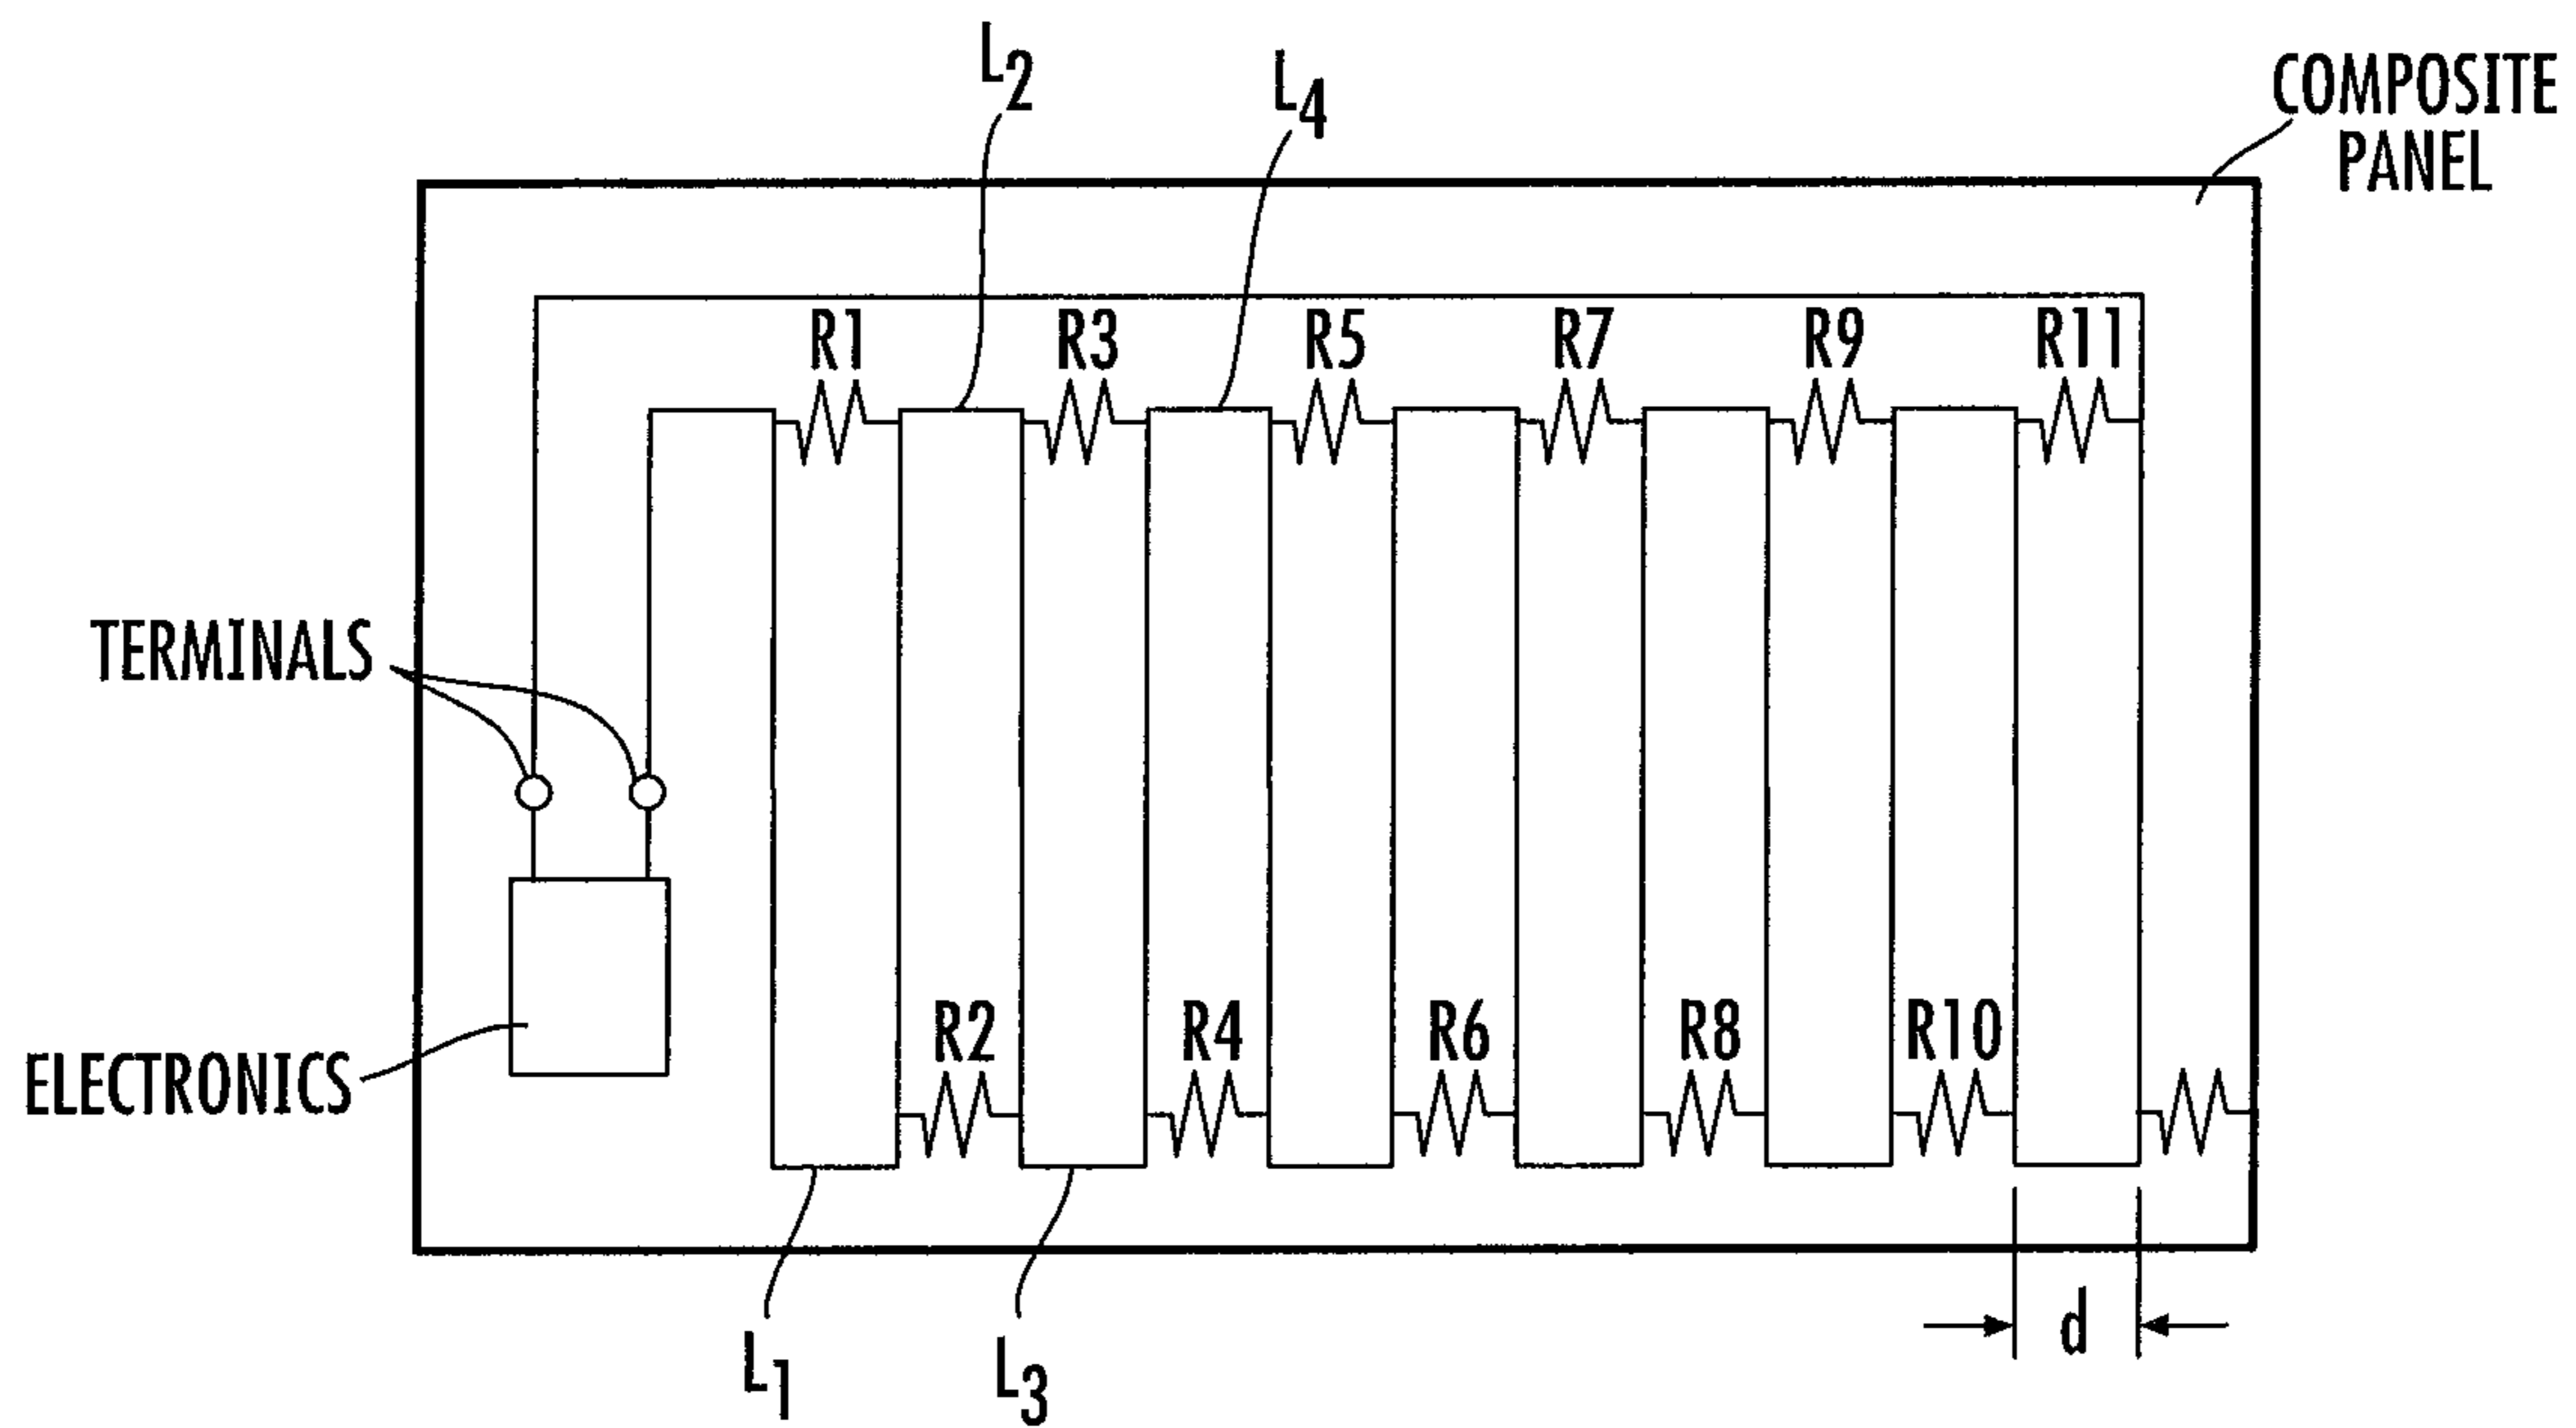 L2
L4
COMPOSITE
PANEL
R1
R3
R5
R7
R9
R11
TERMINALS
R2
R4
R6
R8
R10
ELECTRONICS
d
L1
L3